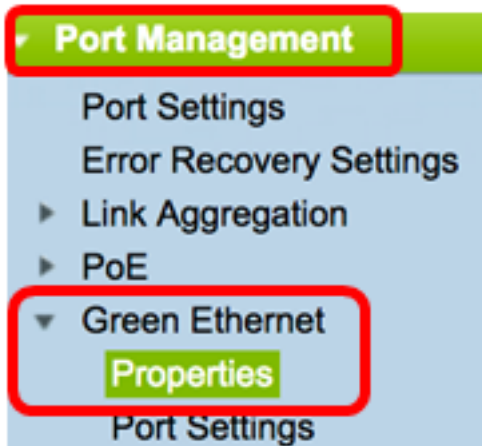 Port Management
Port Settings
Error Recovery Settings
Link Aggregation
PoE
Green Ethernet
Properties
Port Settings